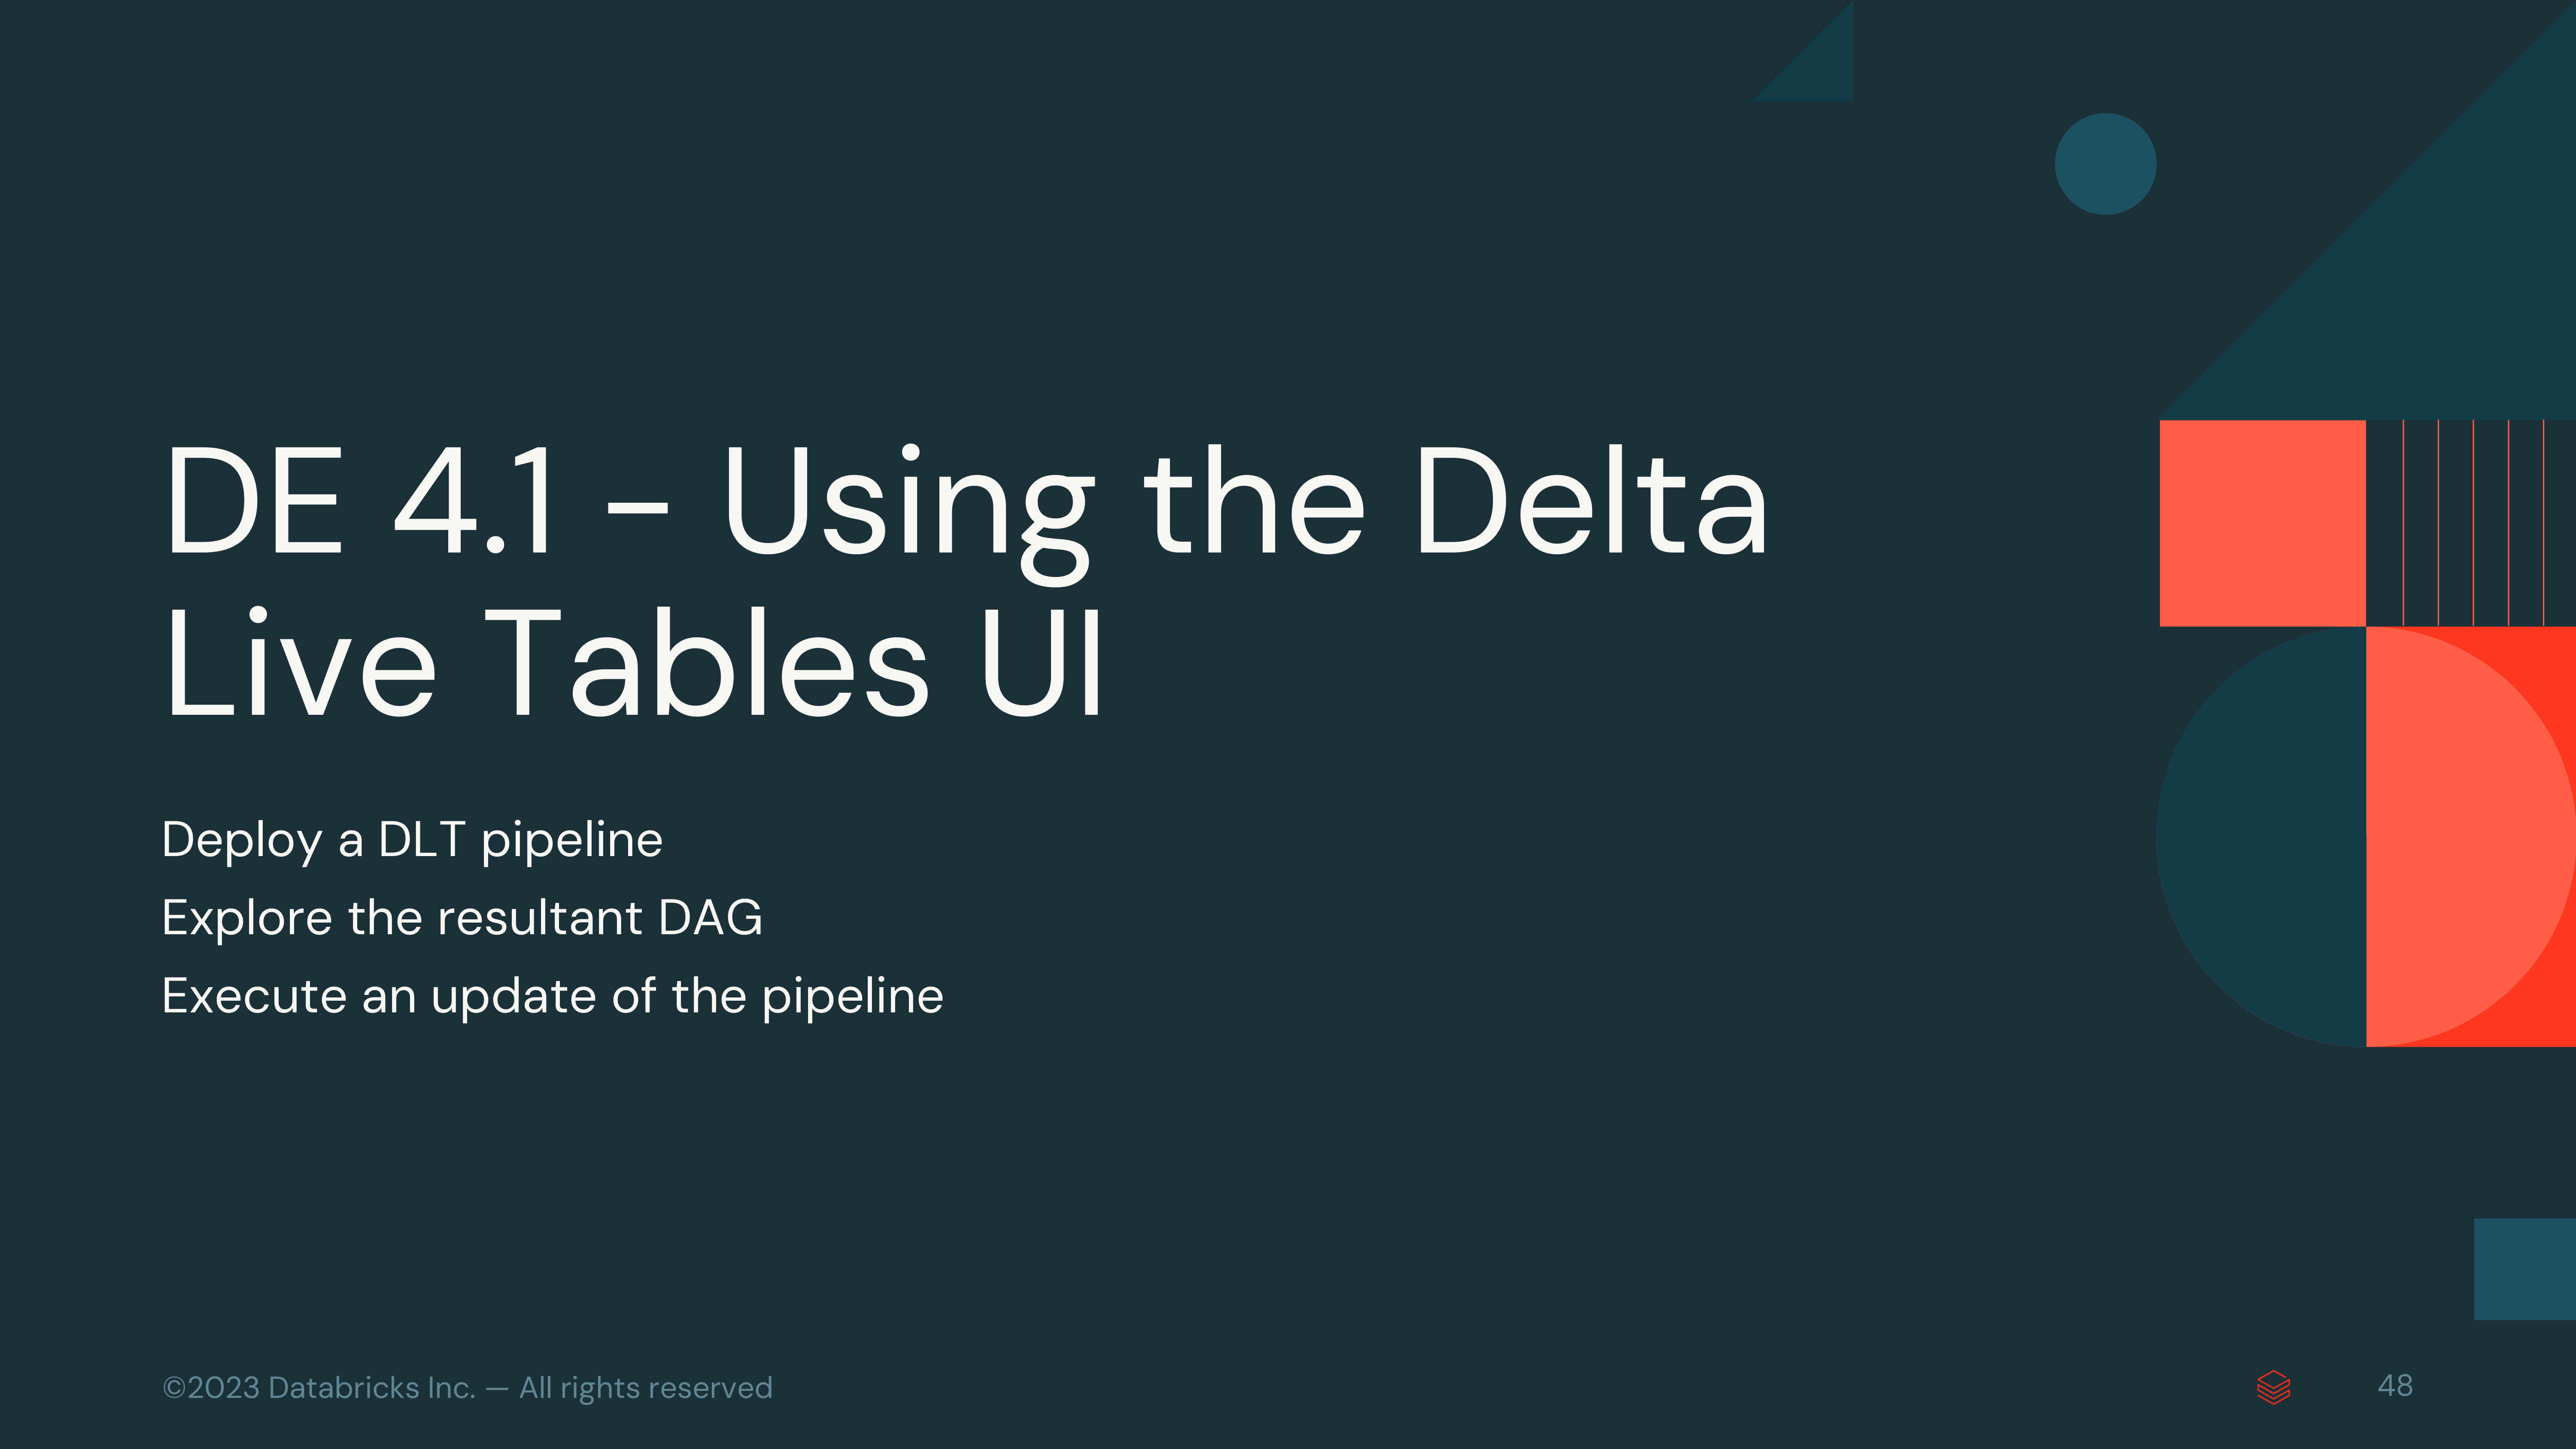 DE 4.1 – Using the Delta
Live Tables UI
Deploy a DLT pipeline
Explore the resultant DAG
Execute an update of the pipeline
©2023 Databricks Inc. — All rights reserved
48